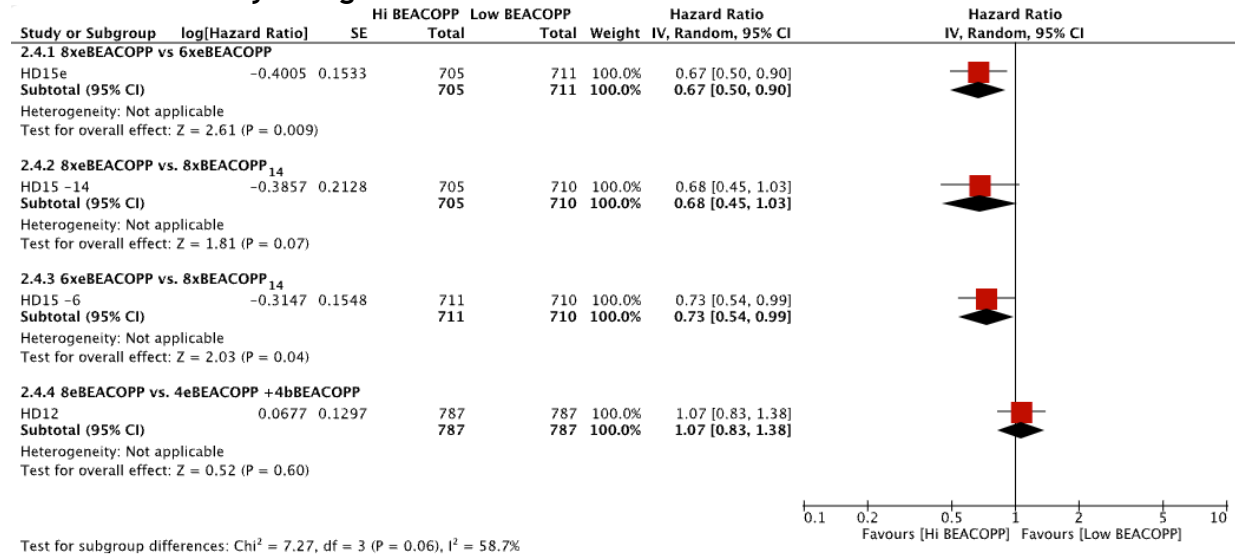 Hi BEACOPP Low BEACOPP Hazard Ratio Hazard Ratio
Study or Subgroup log[Hazard Ratio] SE Total Total Weight IV, Random, 95% CI IV, Random, 95% CI
2.4.1 8xeBEACOPP vs 6xeBEACOPP
HD15e -0.4005 0.1533 705 711 100.0% 0.67 [0.50, 0.90]
Subtotal (95% CI) 705 711 100.0% 0.67 [0.50, 0.90]
Heterogeneity: Not applicable
Test for overall effect: Z = 2.61 (P = 0.009)
2.4.2 8xeBEACOPP vs. 8xBEACOPP14
HD15 -14 -0.3857 0.2128 705 710 100.0% 0.68 [0.45, 1.03]
Subtotal (95% CI) 705 710 100.0% 0.68 [0.45, 1.03]
Heterogeneity: Not applicable
Test for overall effect: Z = 1.81 (P = 0.07)
2.4.3 6xeBEACOPP vs. 8xBEACOPP14
HD15 -6 -0.3147 0.1548 711 710 100.0% 0.73 [0.54, 0.99]
Subtotal (95% CI) 711 710 100.0% 0.73 [0.54, 0.99]
Heterogeneity: Not applicable
Test for overall effect: Z = 2.03 (P = 0.04)
2.4.4 8eBEACOPP vs. 4eBEACOPP +4bBEACOPP
HD12 0.0677 0.1297 787 787 100.0% 1.07 [0.83, 1.38]
Subtotal (95% CI) 787 787 100.0% 1.07 [0.83, 1.38]
Heterogeneity: Not applicable
Test for overall effect: Z = 0.52 (P = 0.60)
0.1 0.2 0.5 1 2 5 10
Favours [Hi BEACOPP] Favours [Low BEACOPP]
Test for subgroup differences: Chi² = 7.27, df = 3 (P = 0.06), I² = 58.7%